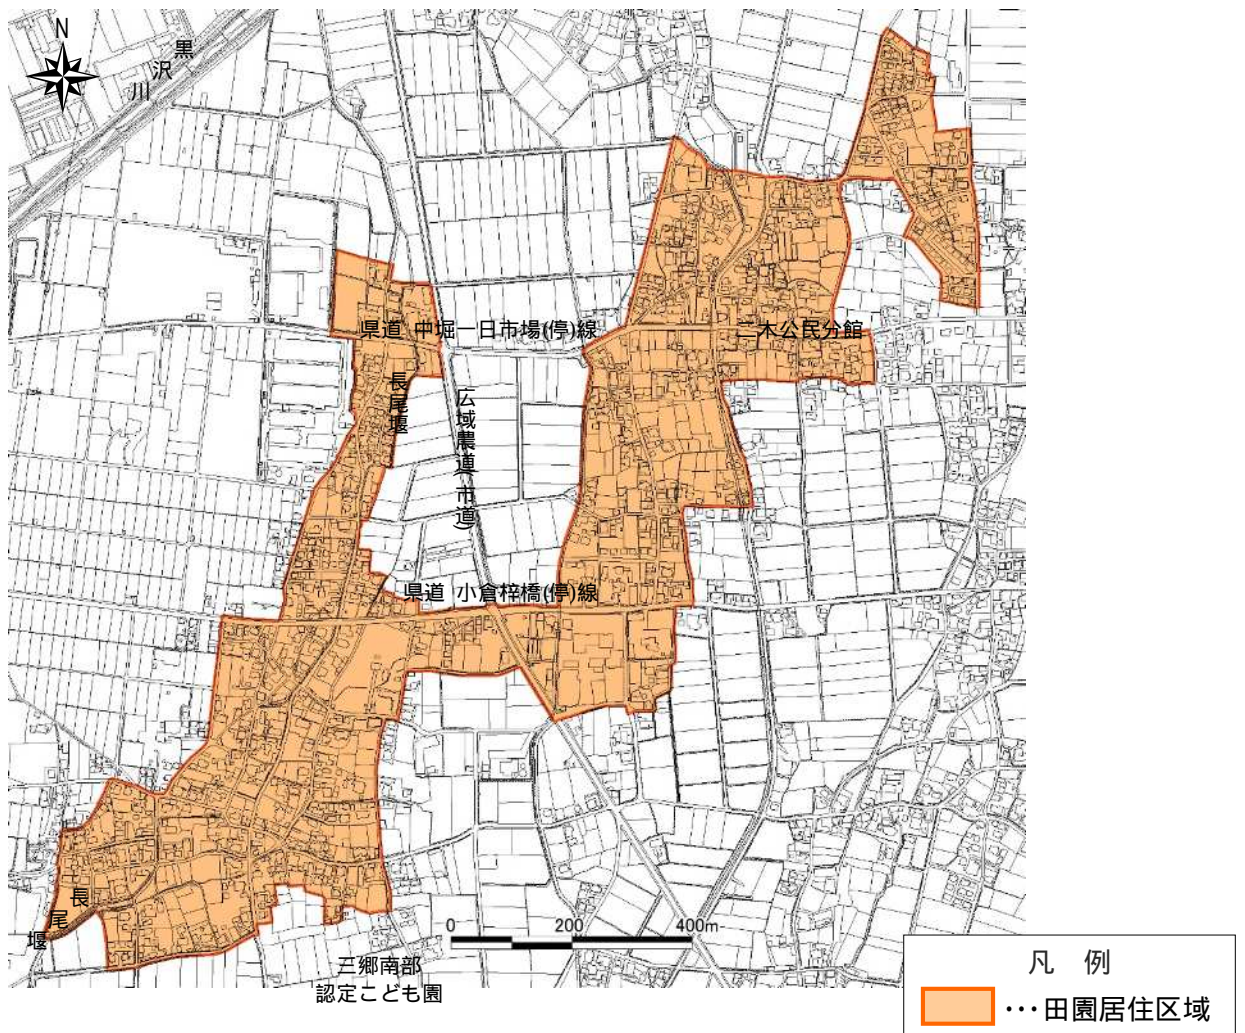 N
黒沢川
県道 中堀一日市場(停)線
二木公民分館
長尾堰
広域農道(市道)
県道 小倉梓橋(停)線
長尾堰
0 200 400m
三郷南部
認定こども園
凡 例
･･･田園居住区域